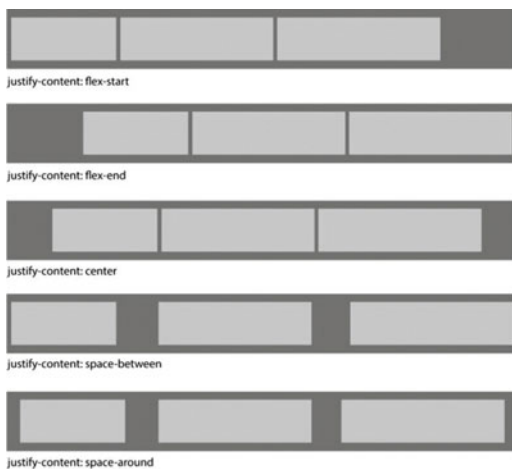 justify-content: flex-start
justify-content: flex-end
justify-content: center
justify-content: space-between
justify-content: space-around